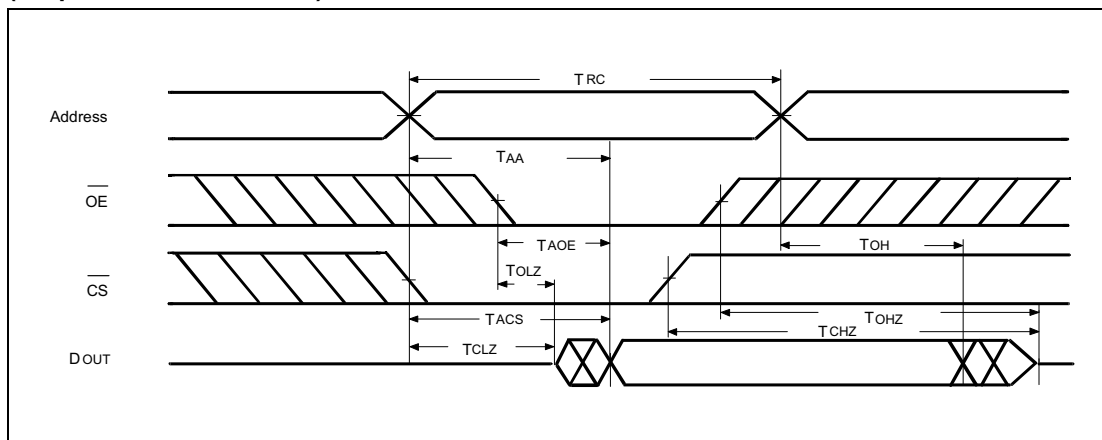 TRC
Address
TAA
OE
TAOE
TOH
TOLZ
CS
TACS
TOHZ
TCHZ
TCLZ
DOUT